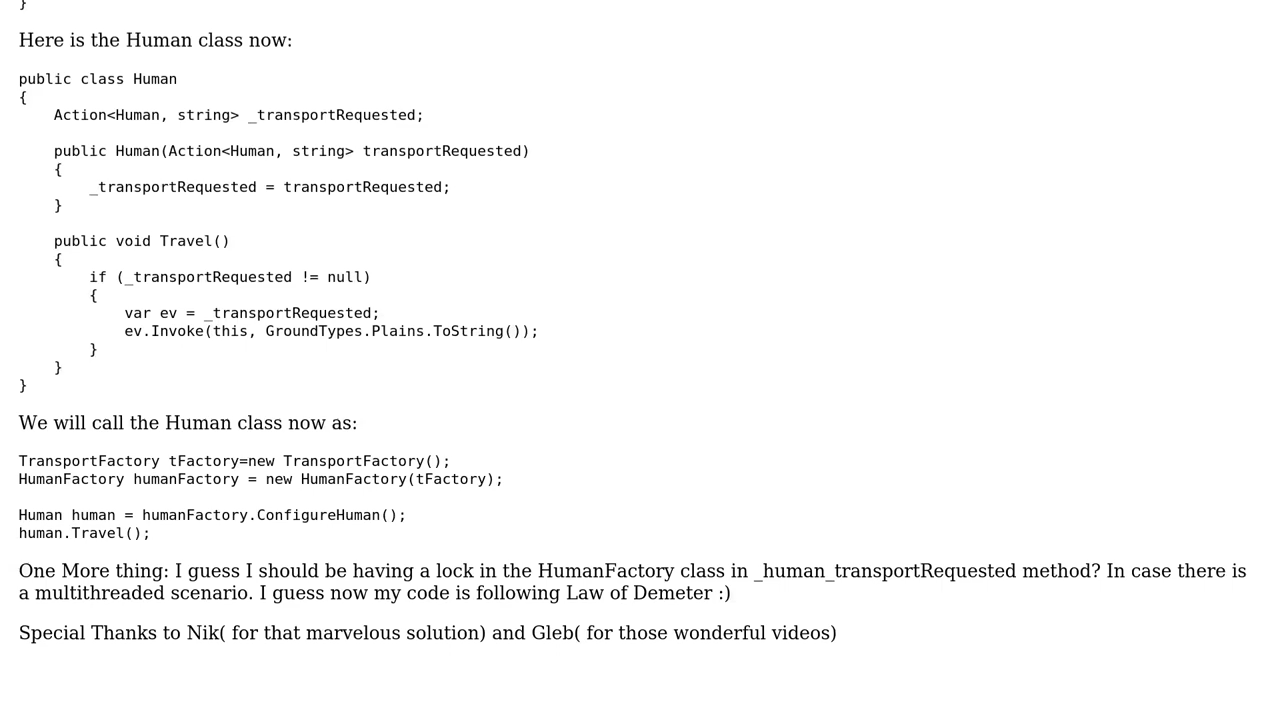 }
Here is the Human class now:
public class Human
{
    Action<Human, string> _transportRequested;

    public Human(Action<Human, string> transportRequested)
    {
        _transportRequested = transportRequested;
    }

    public void Travel()
    {
        if (_transportRequested != null)
        {
            var ev = _transportRequested;
            ev.Invoke(this, GroundTypes.Plains.ToString());
        }
    }
}
We will call the Human class now as:
TransportFactory tFactory=new TransportFactory();
HumanFactory humanFactory = new HumanFactory(tFactory);

Human human = humanFactory.ConfigureHuman();
human.Travel();
One More thing: I guess I should be having a lock in the HumanFactory class in _human_transportRequested method? In case there is
a multithreaded scenario. I guess now my code is following Law of Demeter :)
Special Thanks to Nik( for that marvelous solution) and Gleb( for those wonderful videos)